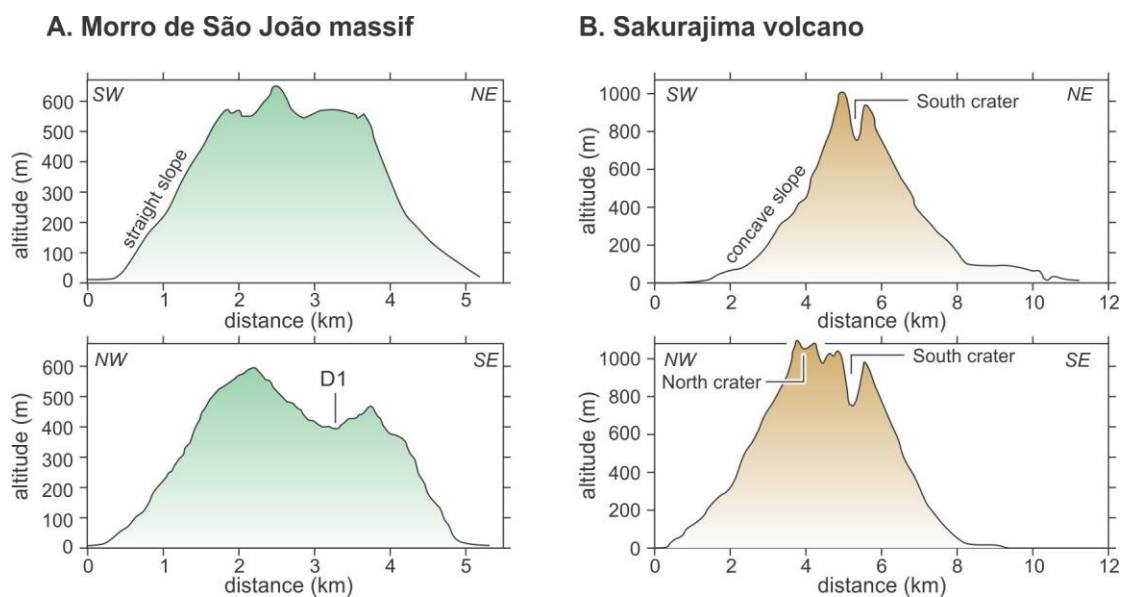 A. Morro de São João massif
SW
NE
600
500
400
300
200
100
0
altitude (m)
straight slope
0 1 2 3 4 5
distance (km)
NW
SE
D1
600
500
400
300
200
100
0
altitude (m)
0 1 2 3 4 5
distance (km)
B. Sakurajima volcano
SW
NE
South crater
1000
800
600
400
200
0
altitude (m)
concave slope
0 2 4 6 8 10 12
distance (km)
NW
SE
South crater
North crater
1000
800
600
400
200
0
altitude (m)
0 2 4 6 8 10 12
distance (km)